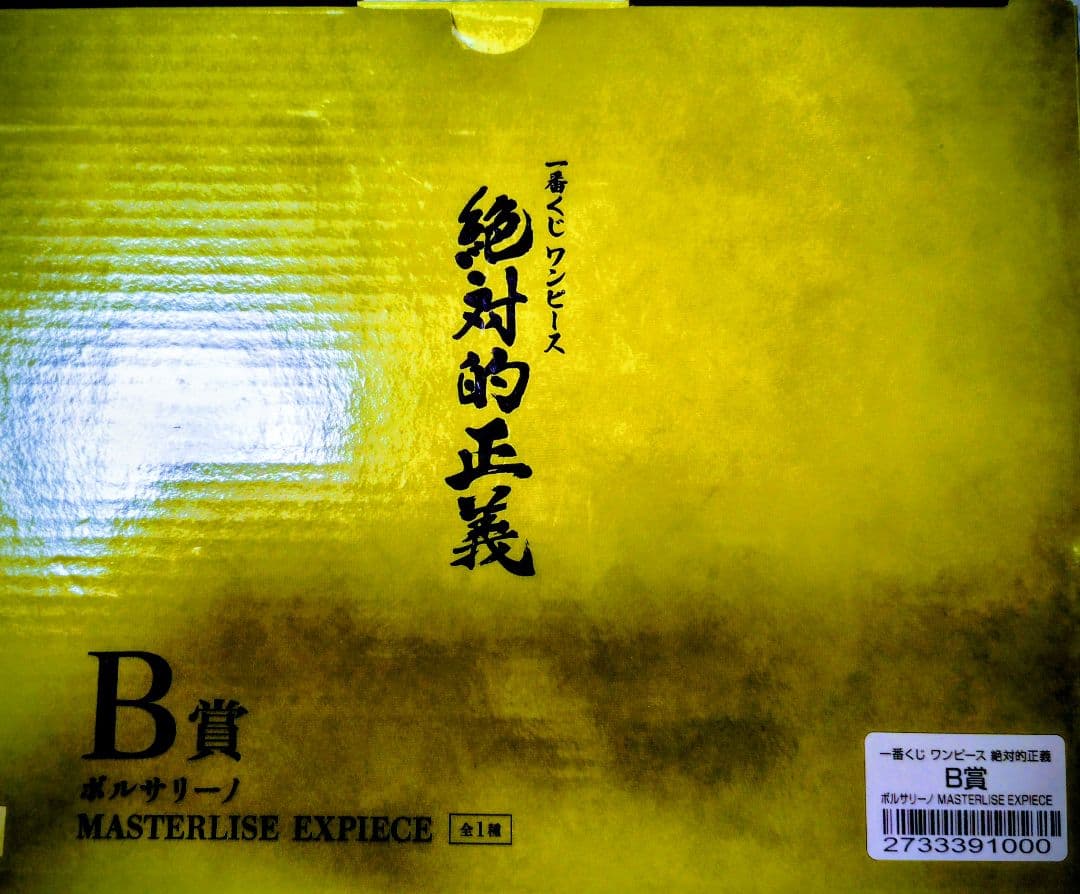 一番くじ ワンピース
絶対的正義
B賞
ボルサリーノ
MASTERLISE EXPIECE 全1種
一番くじ ワンピース 絶対的正義
B賞
ボルサリーノ MASTERLISE EXPIECE
2733391000